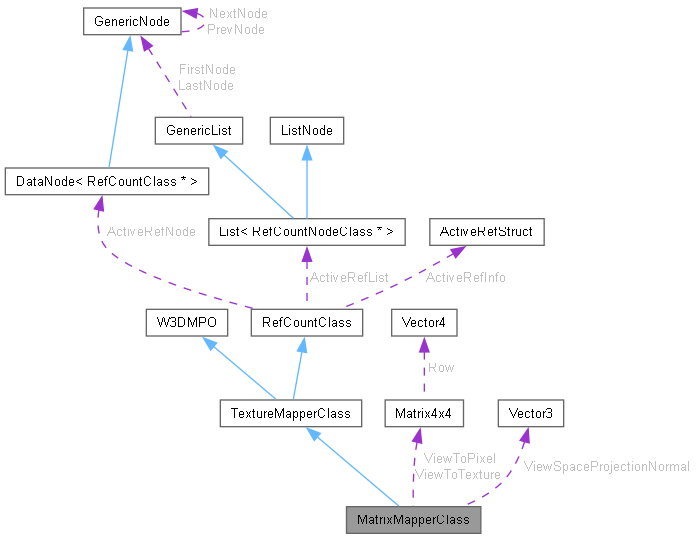 GenericNode
NextNode
PrevNode
FirstNode
LastNode
GenericList
ListNode
DataNode< RefCountClass * >
ActiveRefNode
List< RefCountNodeClass * >
ActiveRefStruct
ActiveRefList
ActiveRefInfo
W3DMPO
RefCountClass
Vector4
Row
TextureMapperClass
Matrix4x4
Vector3
ViewToPixel
ViewToTexture
ViewSpaceProjectionNormal
MatrixMapperClass